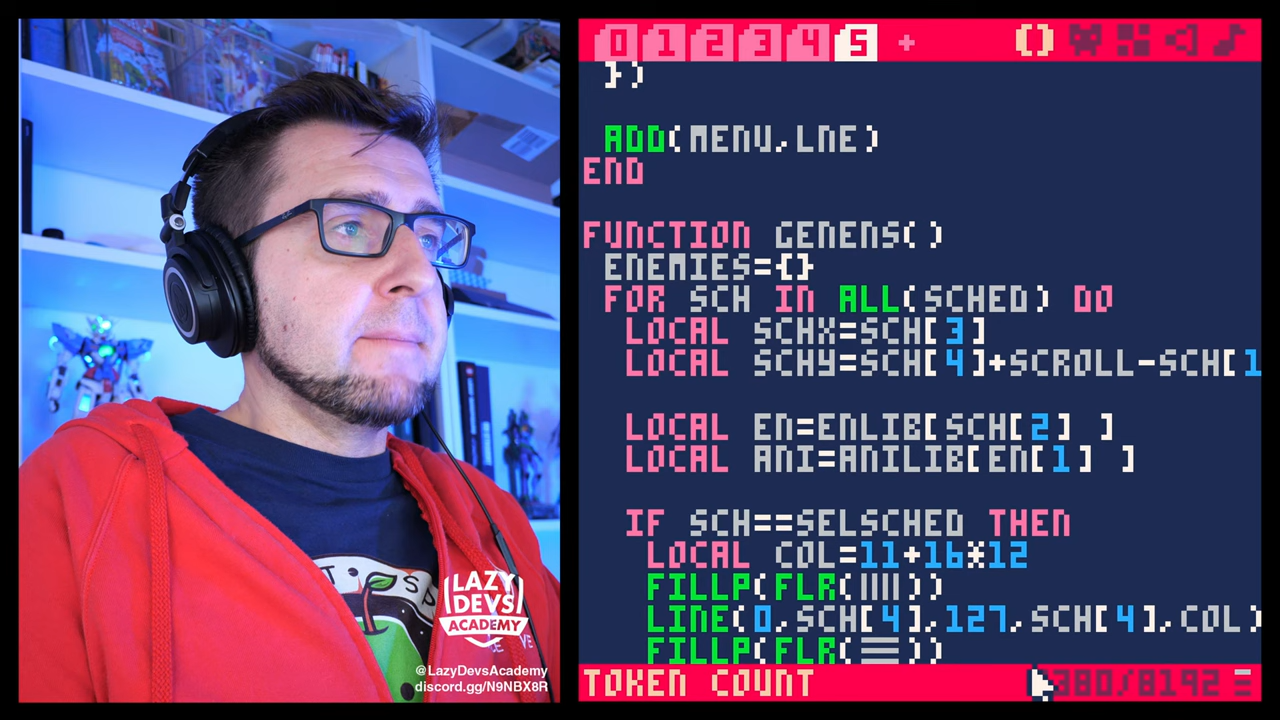 0 1 2 3 4 5 +
()
})
ADD(MENU,LNE)
END
FUNCTION GENENS()
ENEMIES={}
FOR SCH IN ALL(SCHED) DO
LOCAL SCHX=SCH[3]
LOCAL SCHY=SCH[4]+SCROLL-SCH[1
LOCAL EN=ENLIB[SCH[2] ]
LOCAL ANI=ANILIB[EN[1] ]
IF SCH==SELSCHED THEN
LOCAL COL=11+16*12
FILLP(FLR(▥))
LINE(0,SCH[4],127,SCH[4],COL)
FILLP(FLR(▤))
TOKEN COUNT
380/8192
LAZY
DEVS
ACADEMY
@LazyDevsAcademy
discord.gg/N9NBX8R